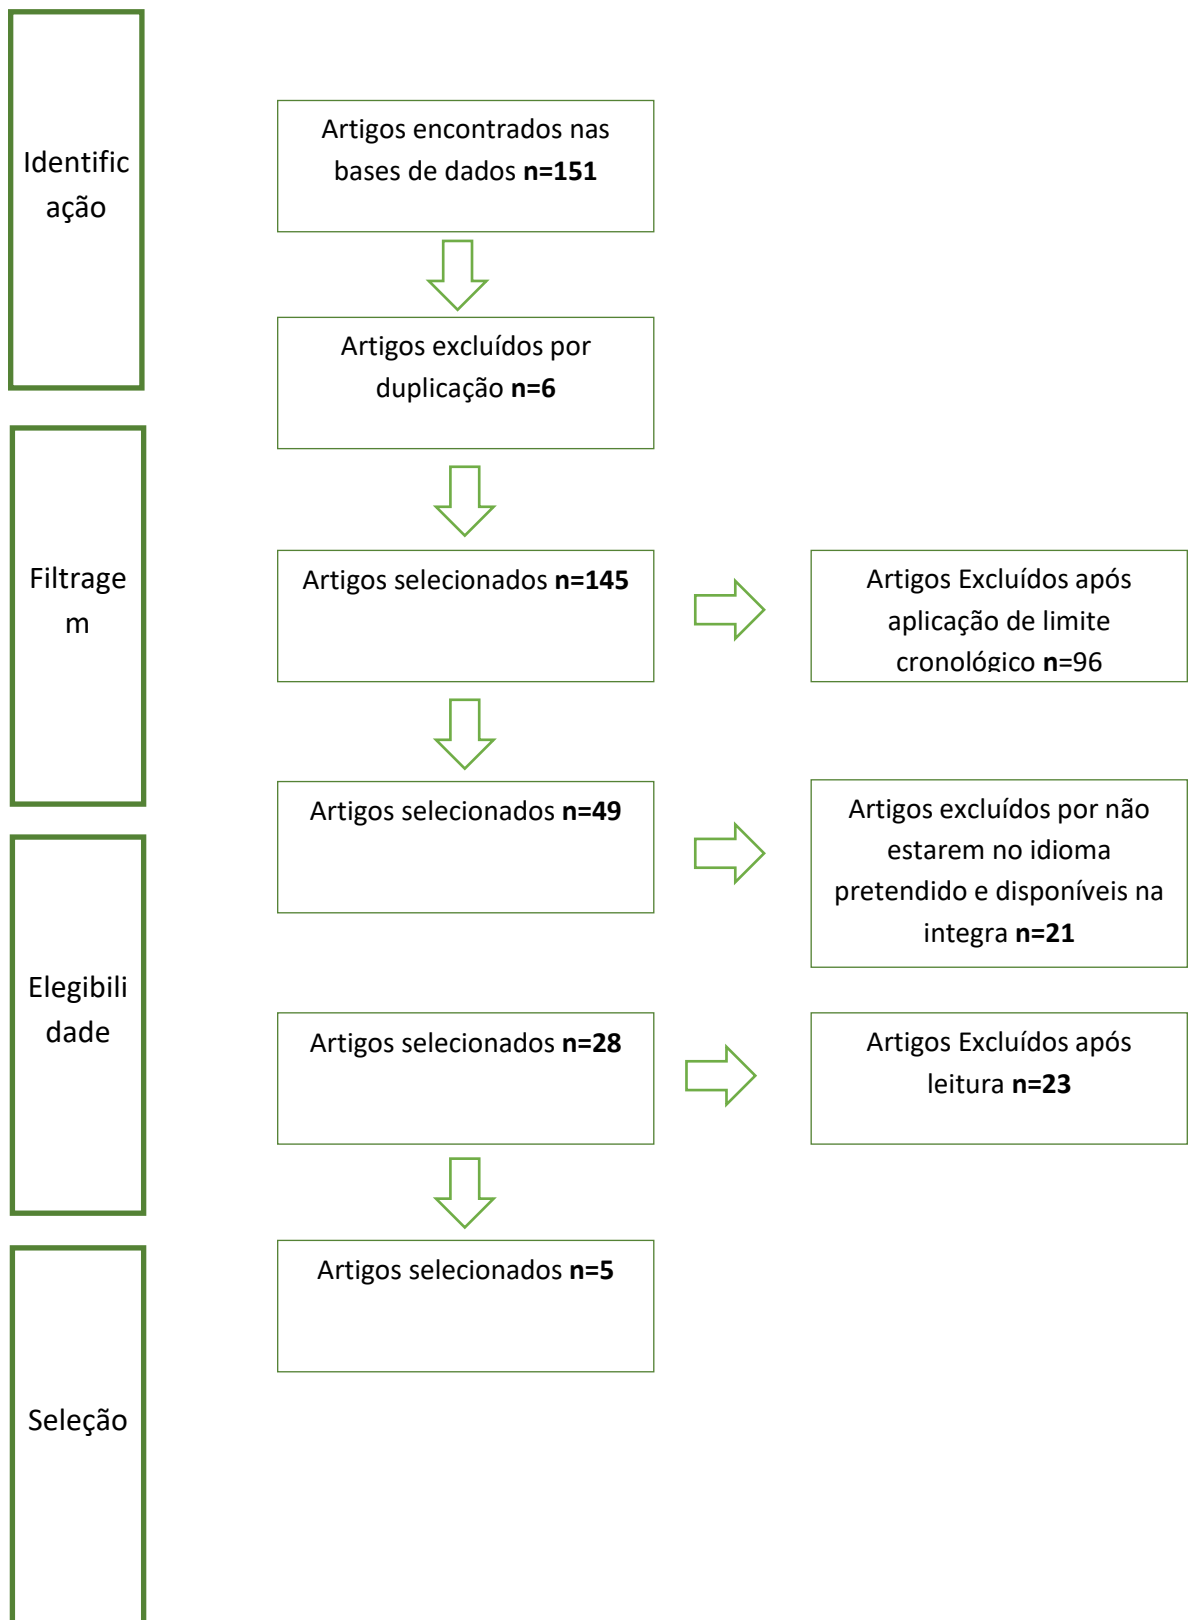 Identific
ação
Artigos encontrados nas
bases de dados n=151
Artigos excluídos por
duplicação n=6
Filtrage
m
Artigos selecionados n=145
Artigos Excluídos após
aplicação de limite
cronológico n=96
Artigos selecionados n=49
Artigos excluídos por não
estarem no idioma
pretendido e disponíveis na
integra n=21
Elegibili
dade
Artigos selecionados n=28
Artigos Excluídos após
leitura n=23
Artigos selecionados n=5
Seleção